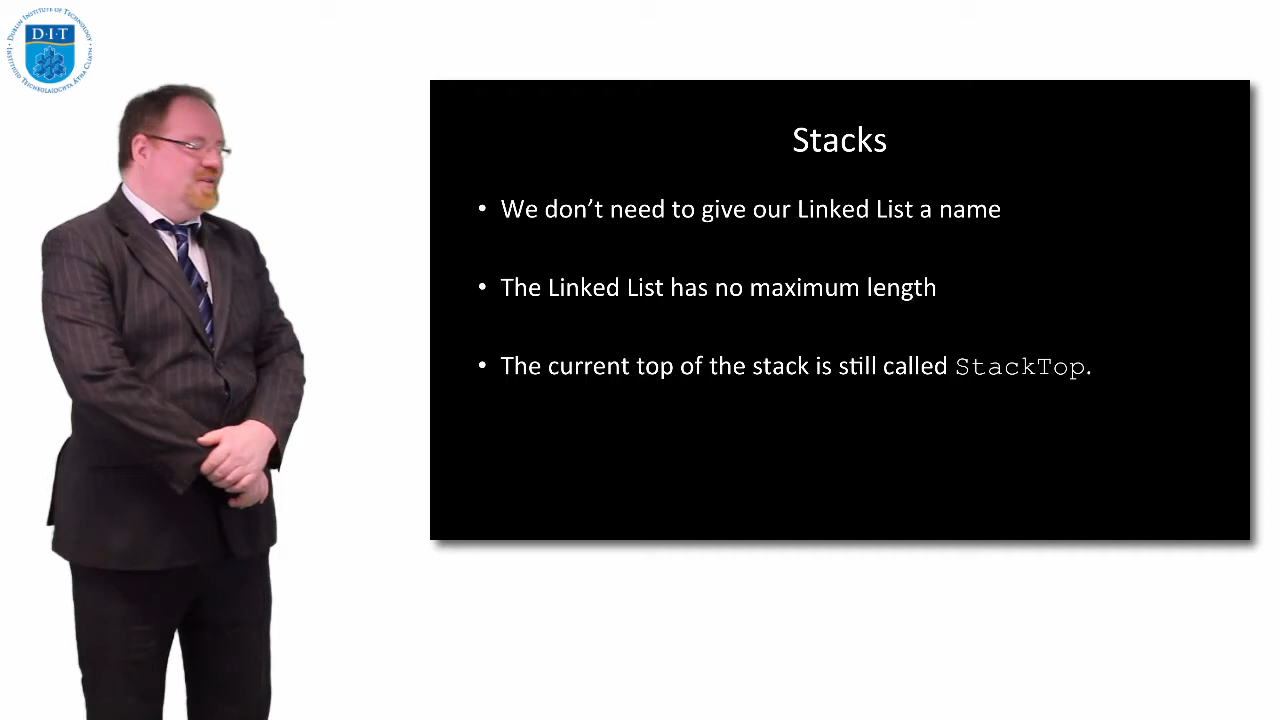 DUBLIN INSTITUTE OF TECHNOLOGY
D·I·T
INSTITIÚID TEICNEOLAÍOCHTA ÁTHA CLIATH
Stacks
• We don't need to give our Linked List a name
• The Linked List has no maximum length
• The current top of the stack is still called StackTop.